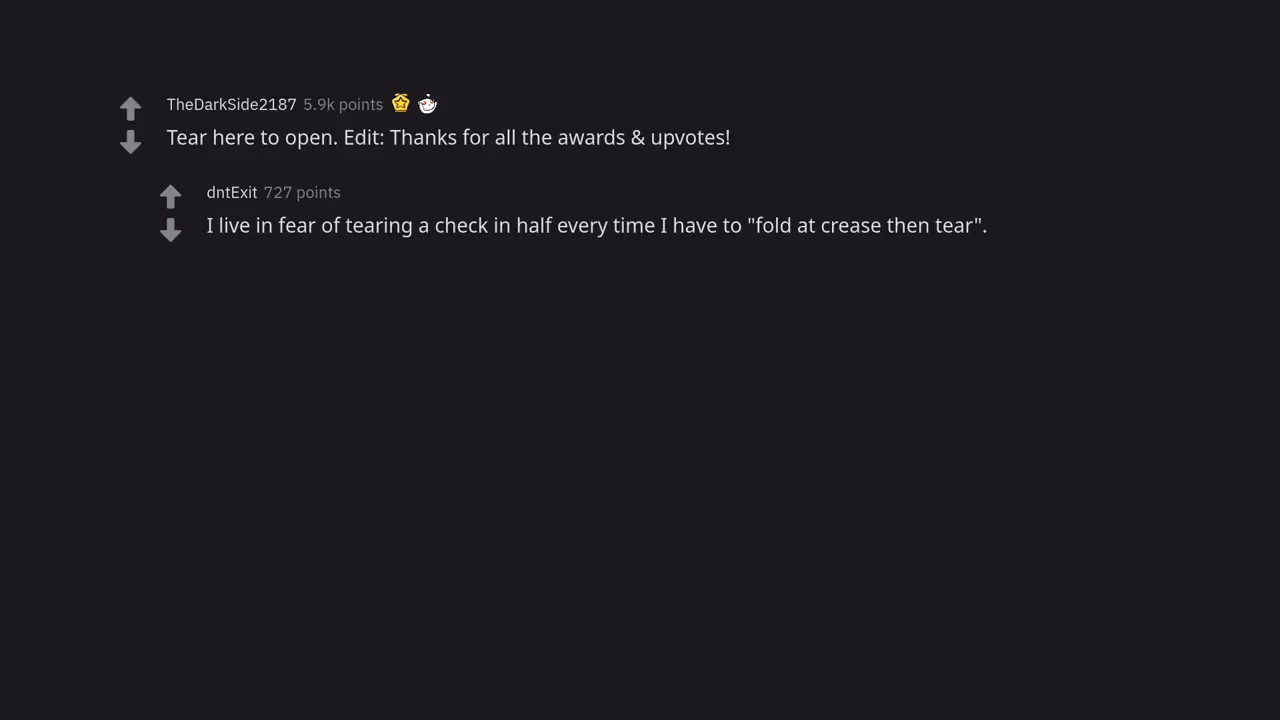 TheDarkSide2187 5.9k points
Tear here to open. Edit: Thanks for all the awards & upvotes!
dntExit 727 points
I live in fear of tearing a check in half every time I have to "fold at crease then tear".